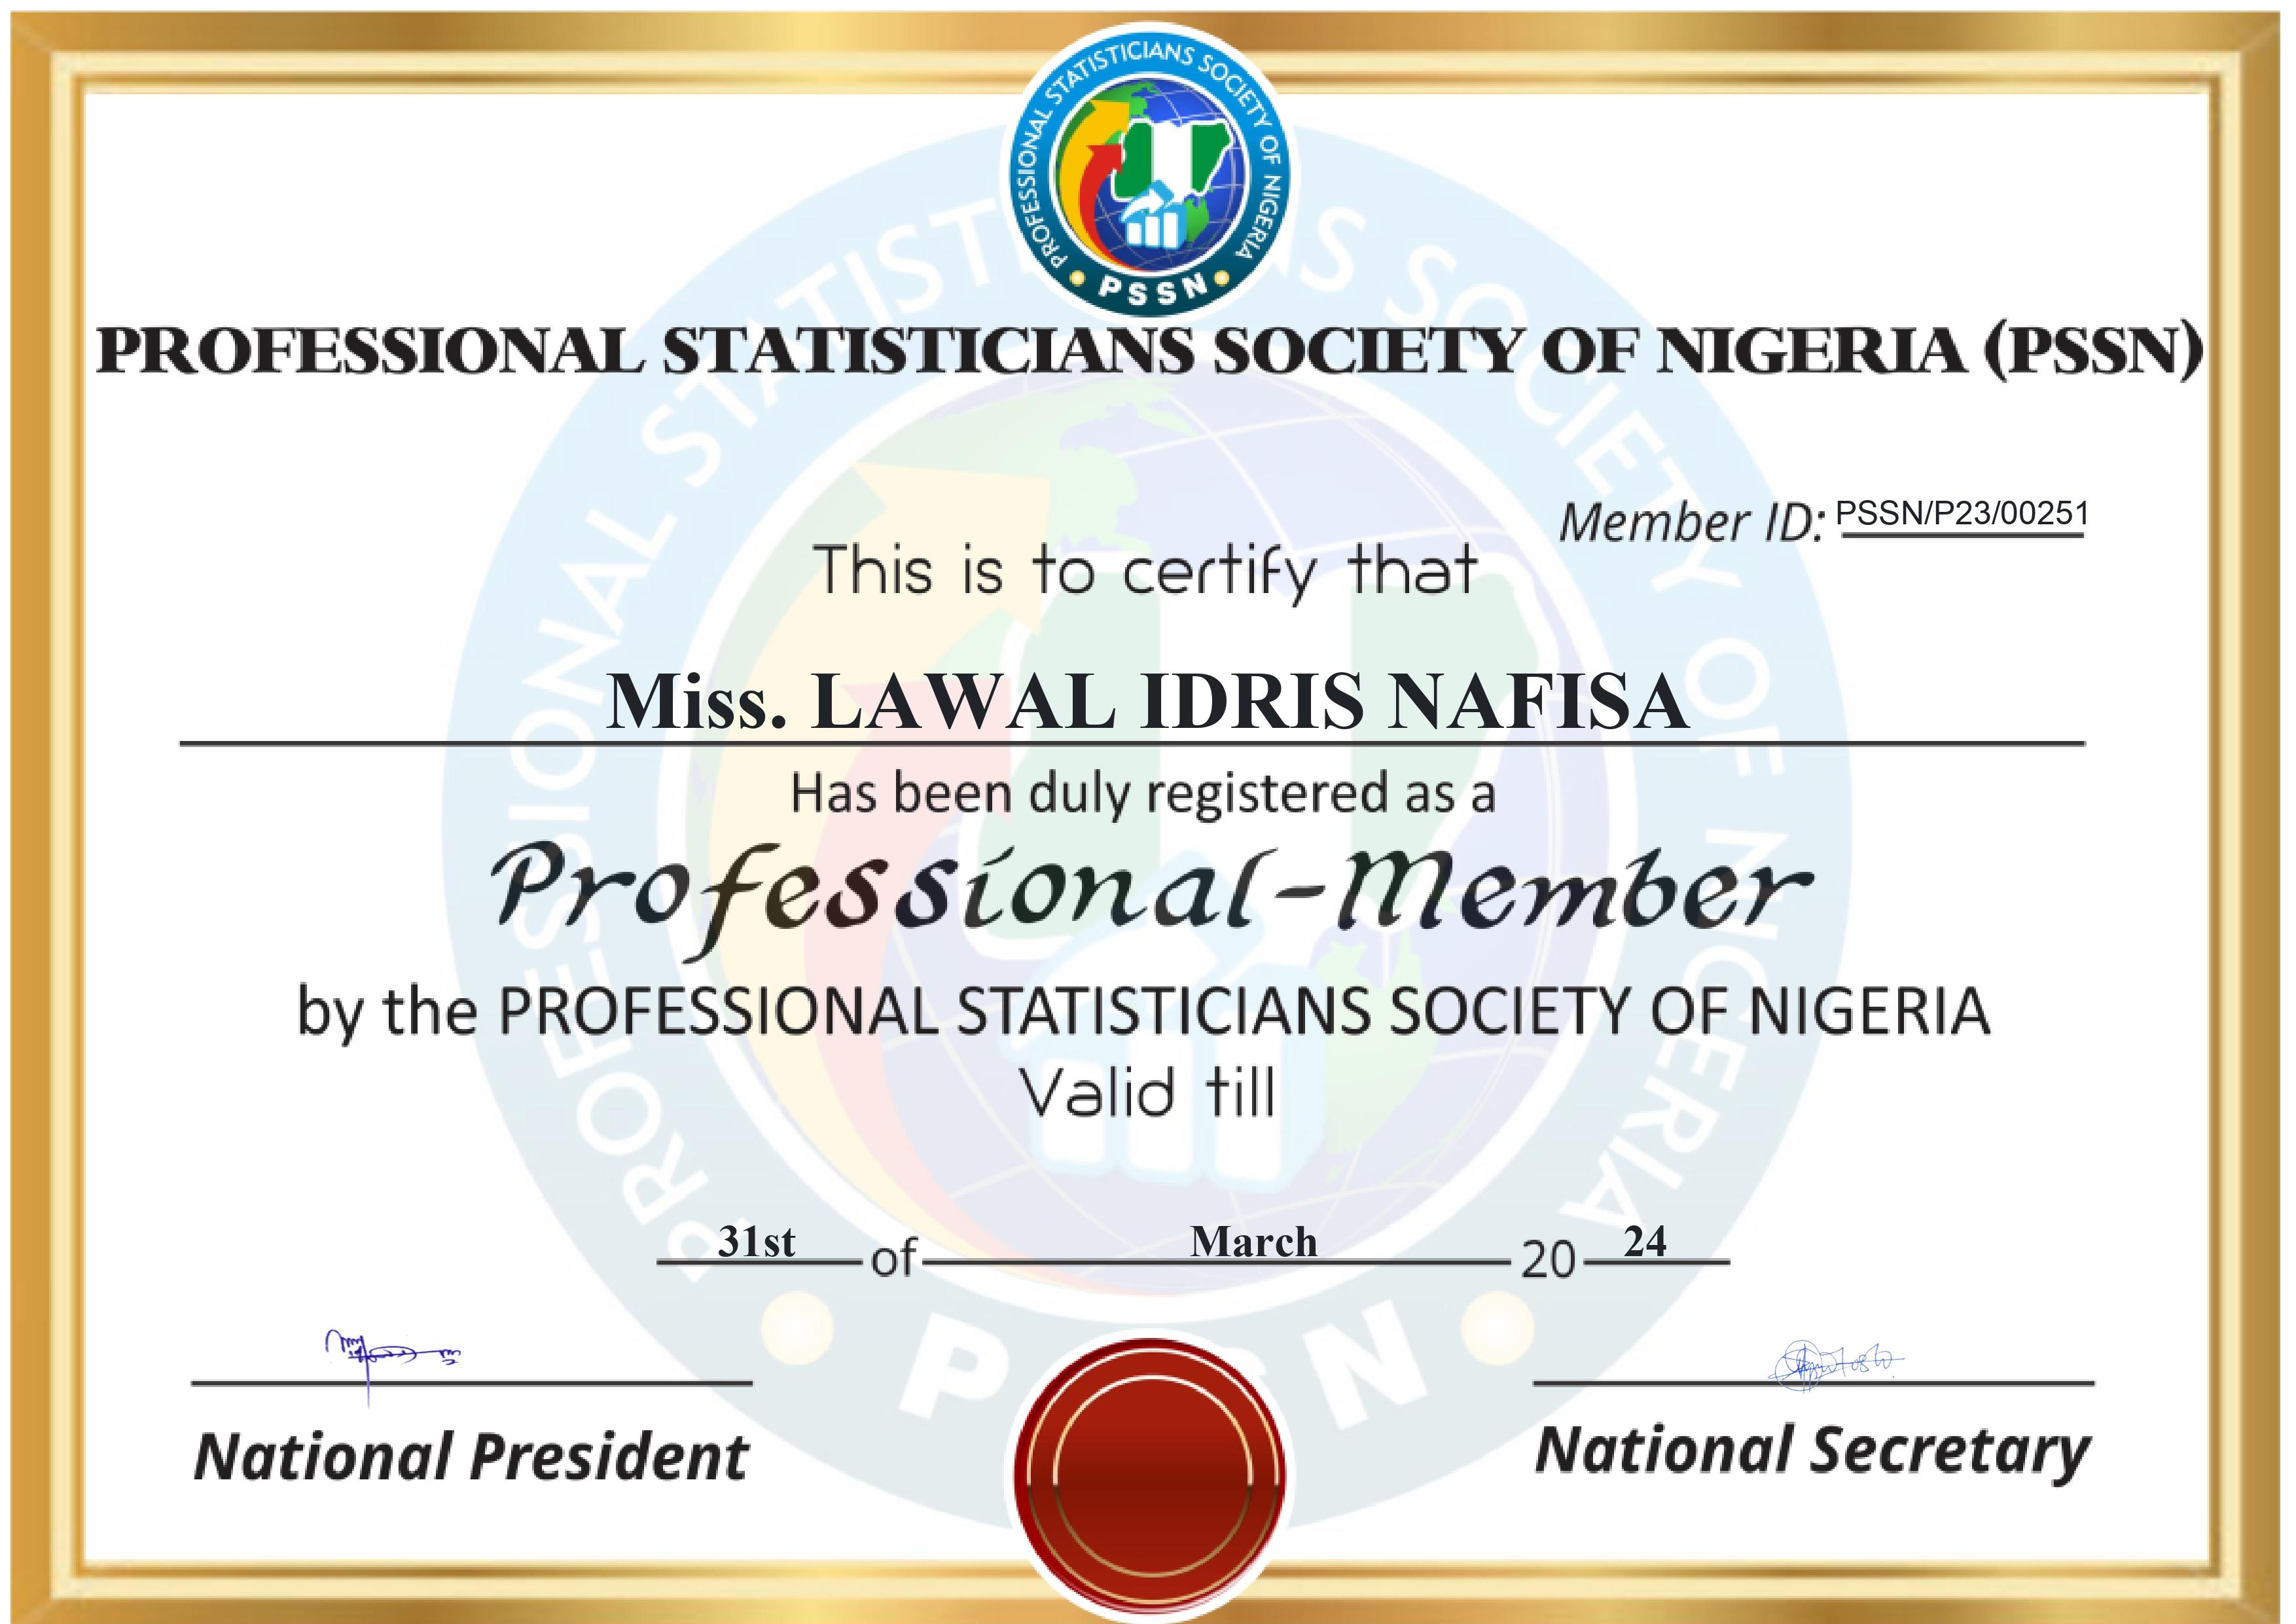 PROFESSIONAL STATISTICIANS SOCIETY OF NIGERIA
PSSN
PROFESSIONAL STATISTICIANS SOCIETY OF NIGERIA (PSSN)
Member ID: PSSN/P23/00251
This is to certify that
Miss. LAWAL IDRIS NAFISA
Has been duly registered as a
Professional-Member
by the PROFESSIONAL STATISTICIANS SOCIETY OF NIGERIA
Valid till
31st of March 20 24
National President
National Secretary